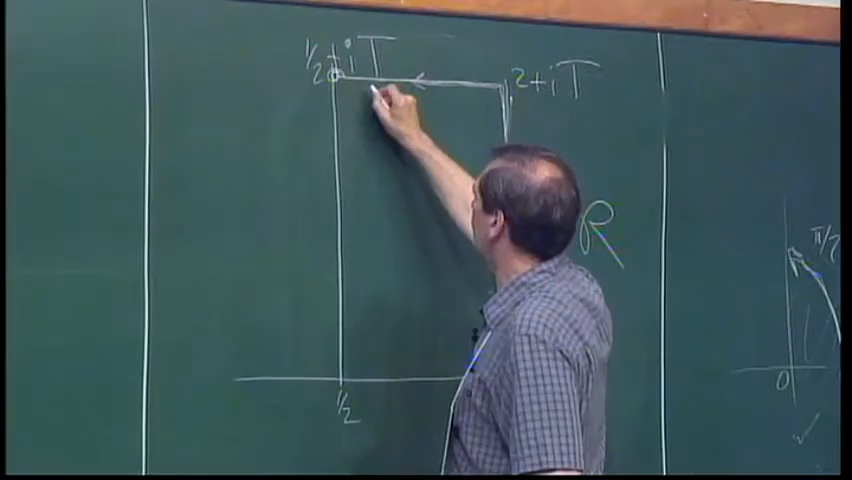 1/2 + iT
2 + iT
R
π/2
0
1/2